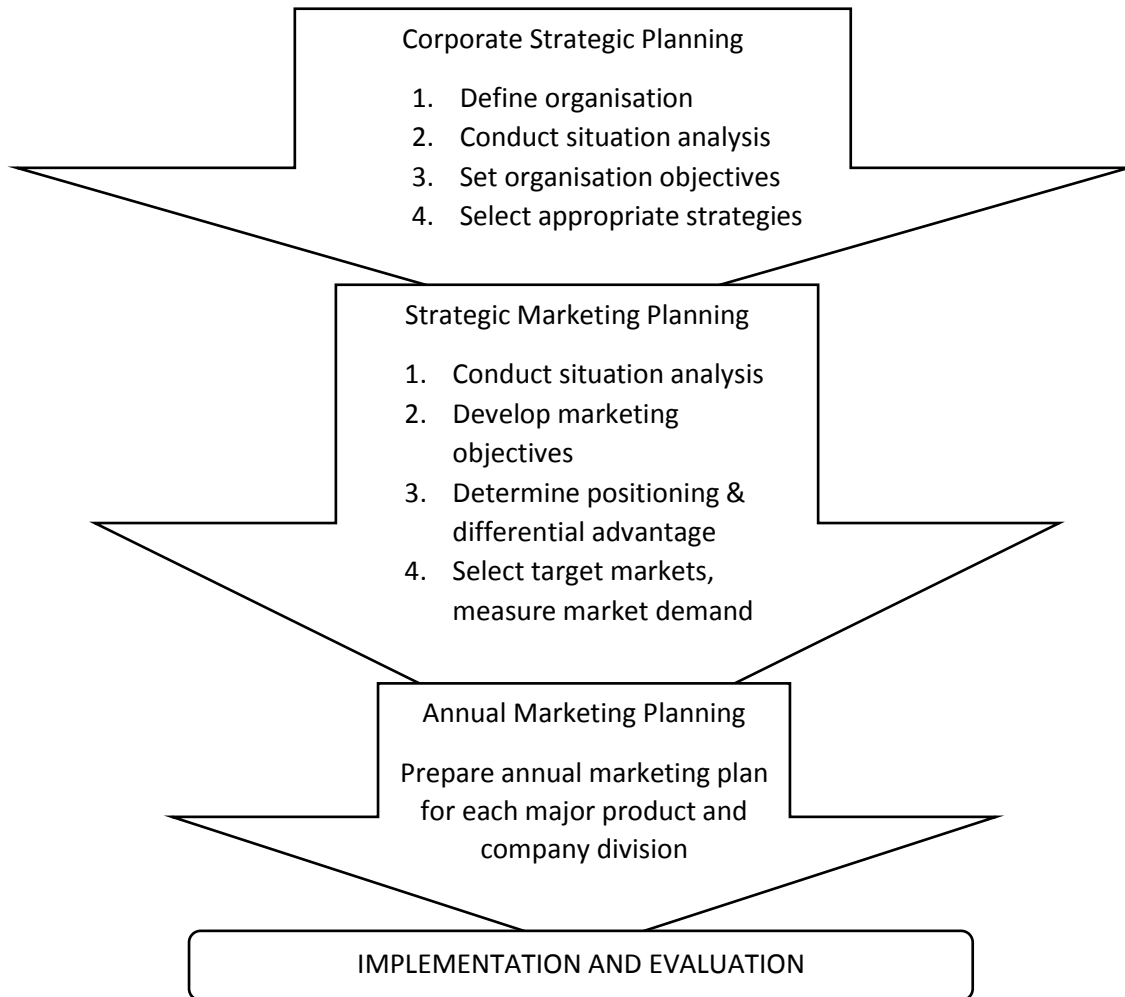 Corporate Strategic Planning
1. Define organisation
2. Conduct situation analysis
3. Set organisation objectives
4. Select appropriate strategies
Strategic Marketing Planning
1. Conduct situation analysis
2. Develop marketing
objectives
3. Determine positioning &
differential advantage
4. Select target markets,
measure market demand
Annual Marketing Planning
Prepare annual marketing plan
for each major product and
company division
IMPLEMENTATION AND EVALUATION